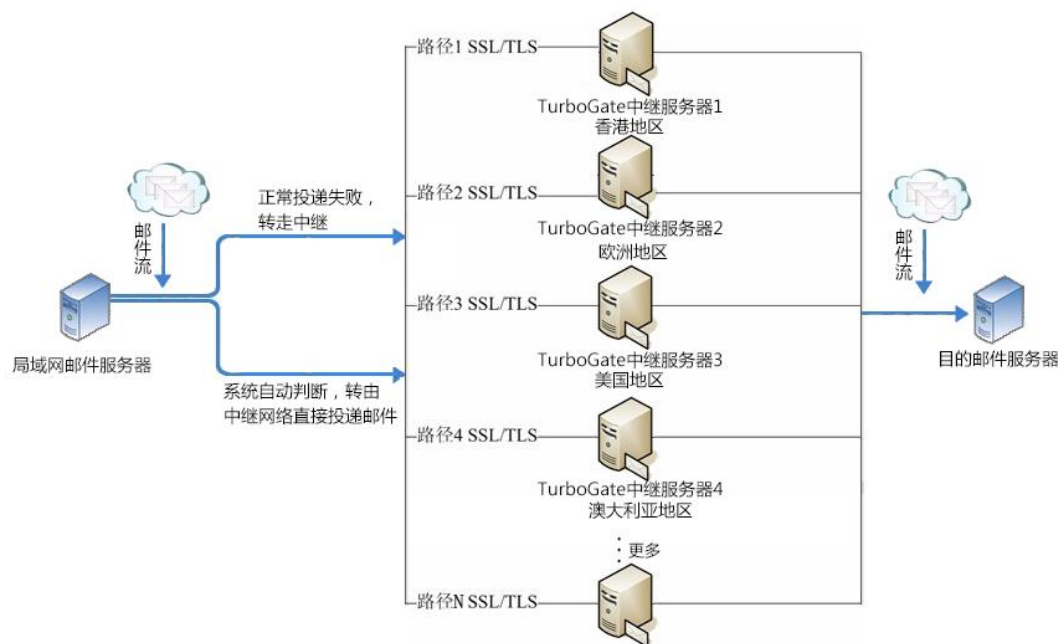 路径1 SSL/TLS
TurboGate中继服务器1
香港地区
正常投递失败，
转走中继
路径2 SSL/TLS
TurboGate中继服务器2
欧洲地区
邮件流
邮件流
路径3 SSL/TLS
局域网邮件服务器
TurboGate中继服务器3
美国地区
目的邮件服务器
系统自动判断，转由
中继网络直接投递邮件
路径4 SSL/TLS
TurboGate中继服务器4
澳大利亚地区
更多
路径N SSL/TLS